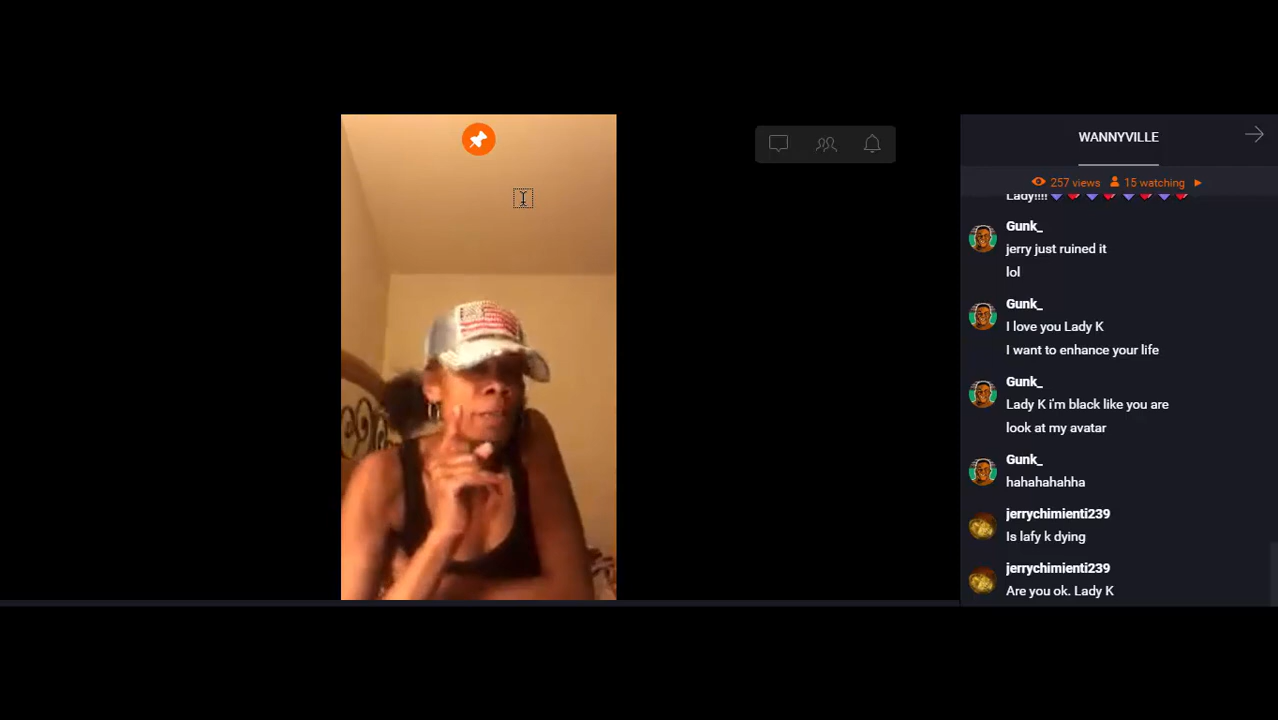 WANNYVILLE
257 views 15 watching
Lady!!!!
Gunk_
jerry just ruined it
lol
Gunk_
I love you Lady K
I want to enhance your life
Gunk_
Lady K i'm black like you are
look at my avatar
Gunk_
hahahahahha
jerrychimienti239
Is lafy k dying
jerrychimienti239
Are you ok. Lady K